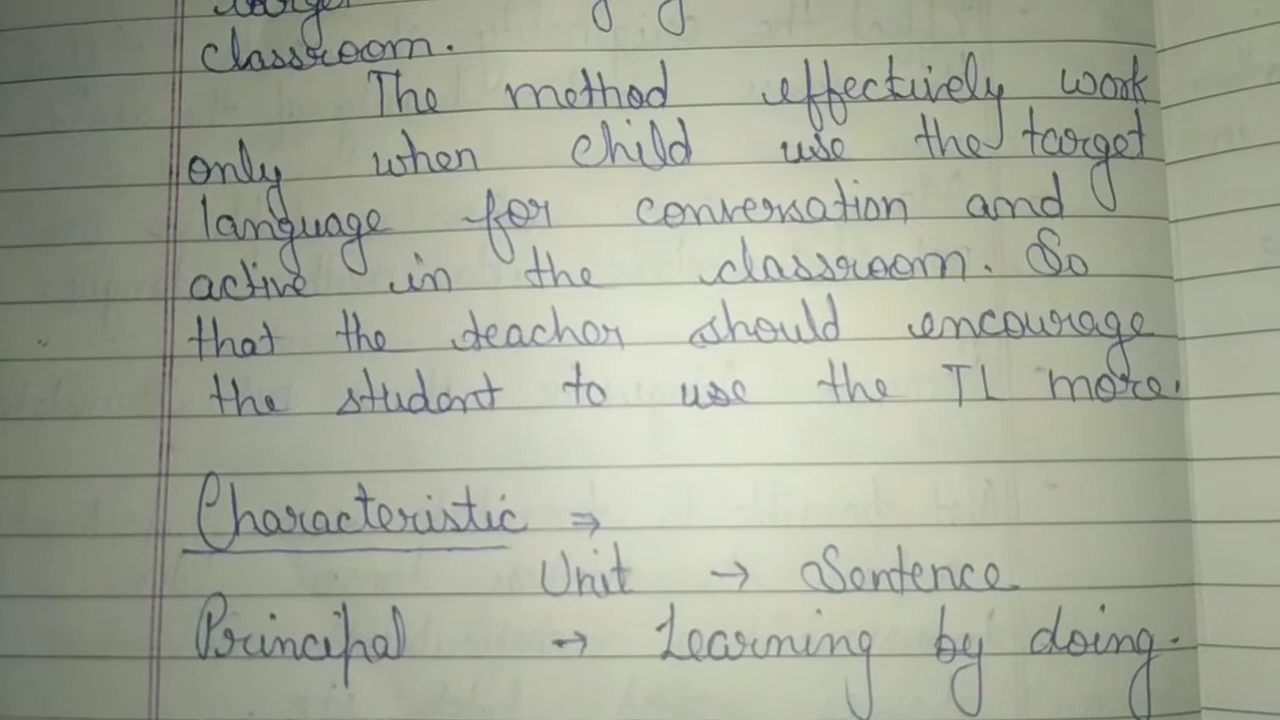 classroom.
The method effectively work
only when child use the target
language for conversation and
active in the classroom. So
that the teacher should encourage
the student to use the TL more.
Characteristic ⇒
Unit → Sentence
Principal → Learning by doing.